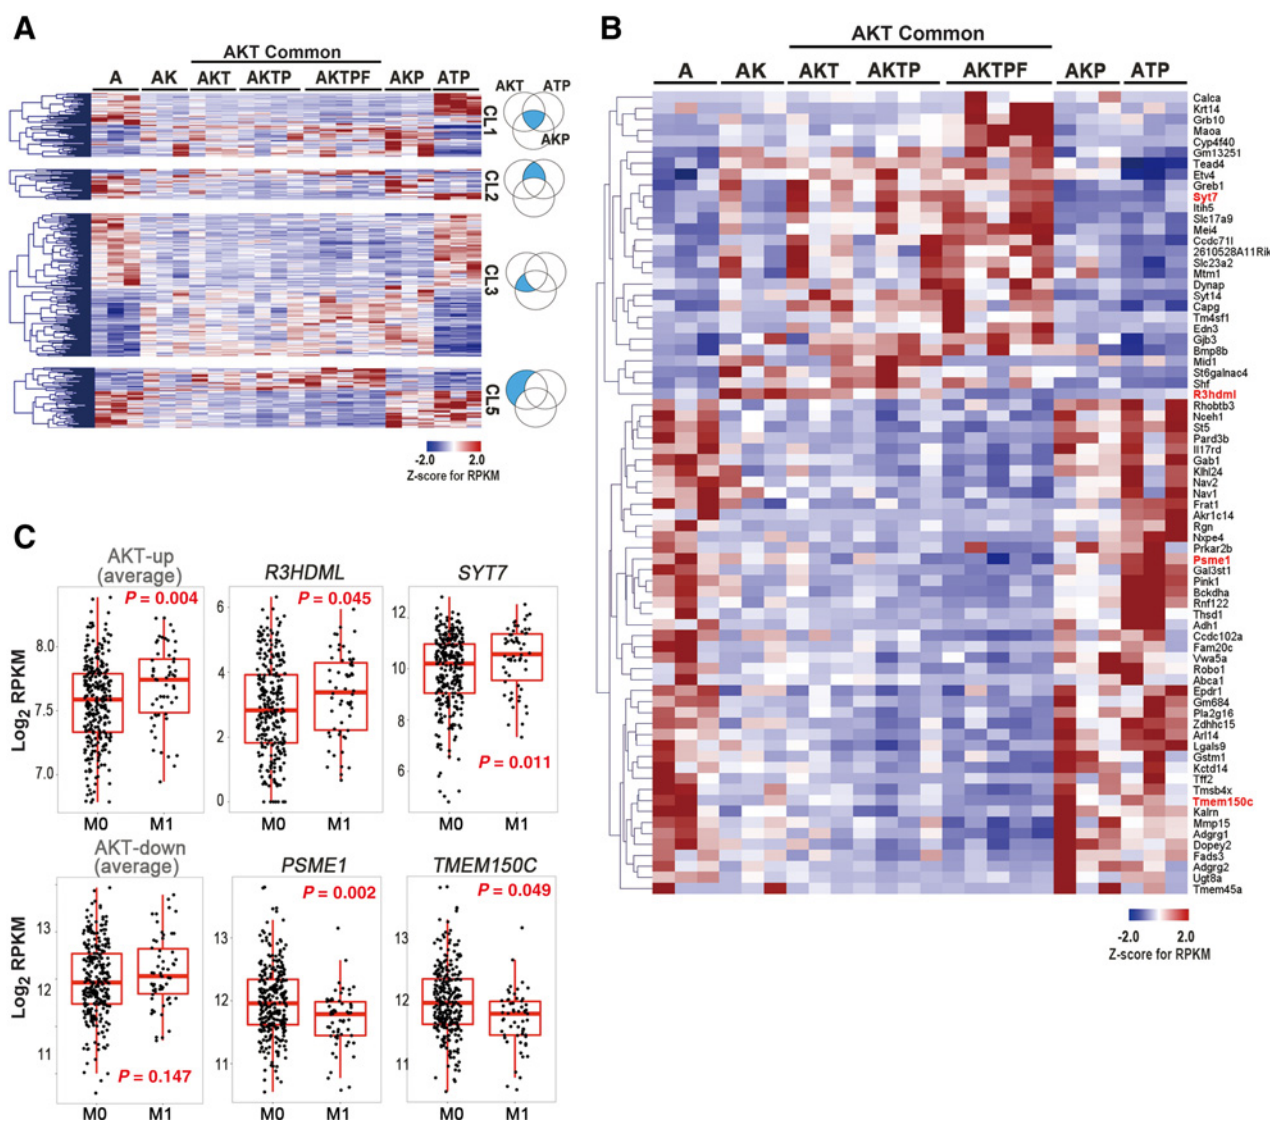 A
AKT Common
A AK AKT AKTP AKTPF AKP ATP
AKT ATP
AKP
CL1
CL2
CL3
CL5
-2.0 2.0
Z-score for RPKM
B
AKT Common
A AK AKT AKTP AKTPF AKP ATP
Calca
Krt14
Grb10
Maoa
Cyp4f40
Gm13251
Tead4
Etv4
Greb1
Syt7
Itih5
Slc17a9
Mei4
Ccdc71l
2610528A11Rik
Slc23a2
Mtm1
Dynap
Syt14
Capg
Tm4sf1
Edn3
Gjb3
Bmp8b
Mid1
St6galnac4
Shf
R3hdml
Rhobtb3
Nceh1
St5
Pard3b
Il17rd
Gab1
Klhl24
Nav2
Nav1
Frat1
Akr1c14
Rgn
Nxpe4
Prkar2b
Psme1
Gal3st1
Pink1
Bckdha
Rnf122
Thsd1
Adh1
Ccdc102a
Fam20c
Vwa5a
Robo1
Abca1
Epdr1
Gm684
Pla2g16
Zdhhc15
Arl14
Lgals9
Gstm1
Kctd14
Tff2
Tmsb4x
Tmem150c
Kalrn
Mmp15
Adgrg1
Dopey2
Fads3
Adgrg2
Ugt8a
Tmem45a
-2.0 2.0
Z-score for RPKM
C
AKT-up
(average)
P = 0.004
Log2 RPKM
8.0
7.5
7.0
M0 M1
R3HDML
P = 0.045
6
4
2
0
M0 M1
SYT7
12
10
8
6
P = 0.011
M0 M1
AKT-down
(average)
Log2 RPKM
13
12
11
P = 0.147
M0 M1
PSME1
P = 0.002
13
12
11
M0 M1
TMEM150C
P = 0.049
13
12
11
M0 M1